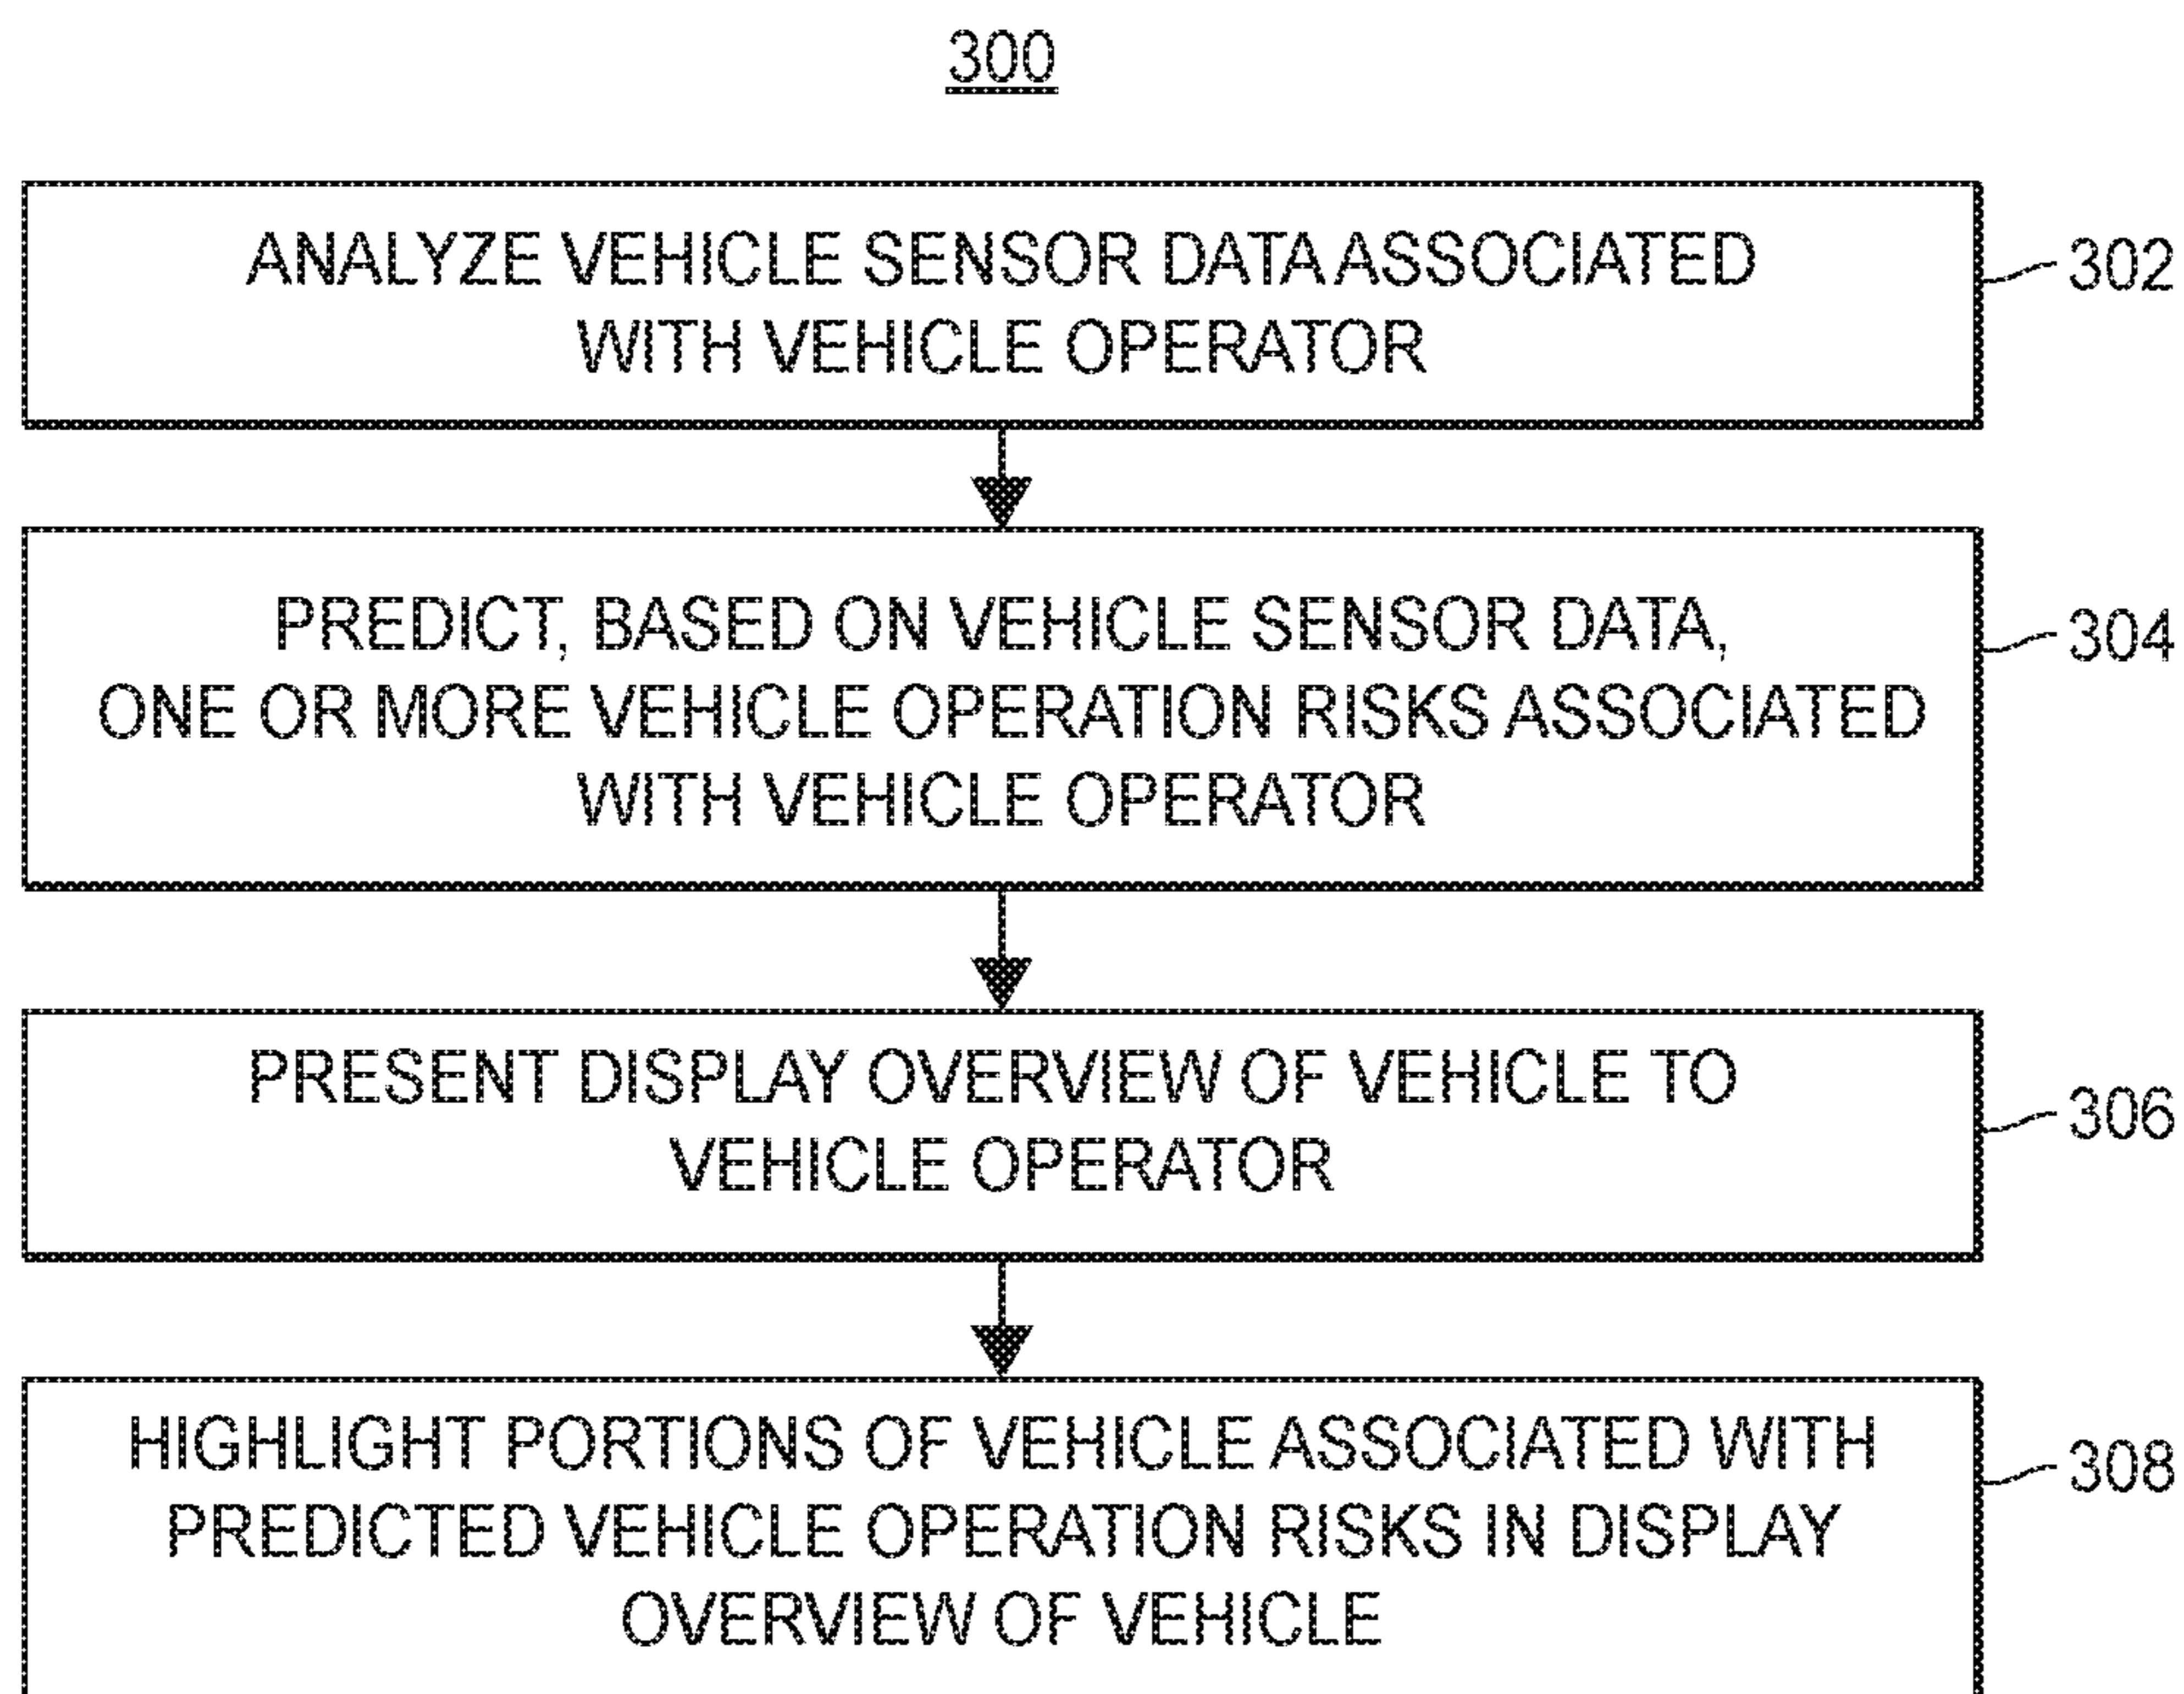 300
ANALYZE VEHICLE SENSOR DATA ASSOCIATED
WITH VEHICLE OPERATOR
302
PREDICT, BASED ON VEHICLE SENSOR DATA,
ONE OR MORE VEHICLE OPERATION RISKS ASSOCIATED
WITH VEHICLE OPERATOR
304
PRESENT DISPLAY OVERVIEW OF VEHICLE TO
VEHICLE OPERATOR
306
HIGHLIGHT PORTIONS OF VEHICLE ASSOCIATED WITH
PREDICTED VEHICLE OPERATION RISKS IN DISPLAY
OVERVIEW OF VEHICLE
308